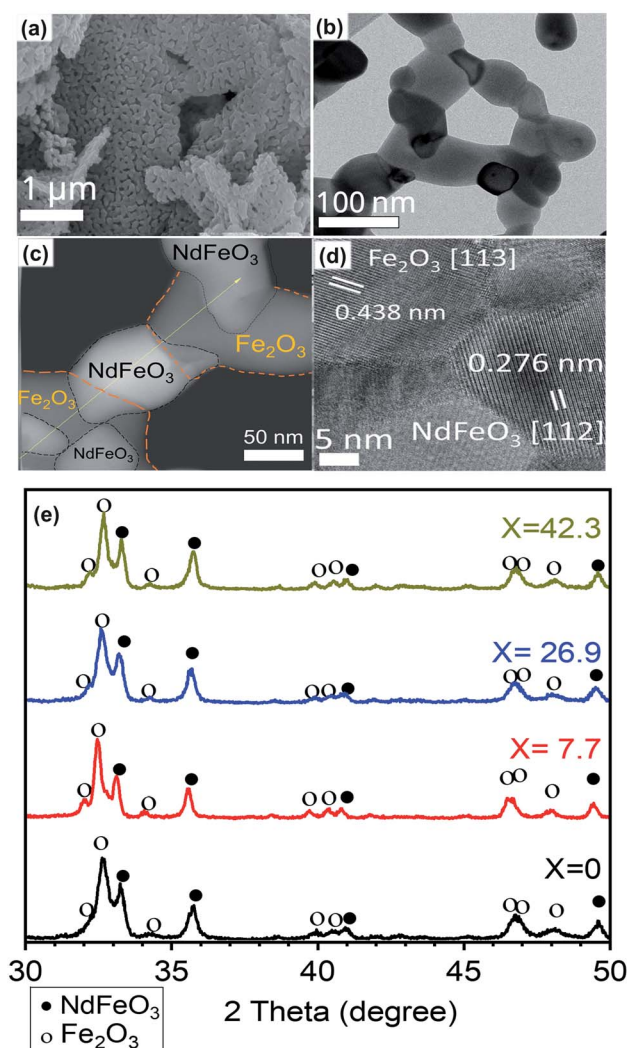 (a)
1 µm
(b)
100 nm
(c)
NdFeO₃
Fe₂O₃
NdFeO₃
Fe₂O₃
NdFeO₃
50 nm
(d)
Fe₂O₃ [113]
0.438 nm
0.276 nm
5 nm
NdFeO₃ [112]
(e)
X=42.3
X= 26.9
X= 7.7
X=0
30 35 40 45 50
2 Theta (degree)
● NdFeO₃
○ Fe₂O₃